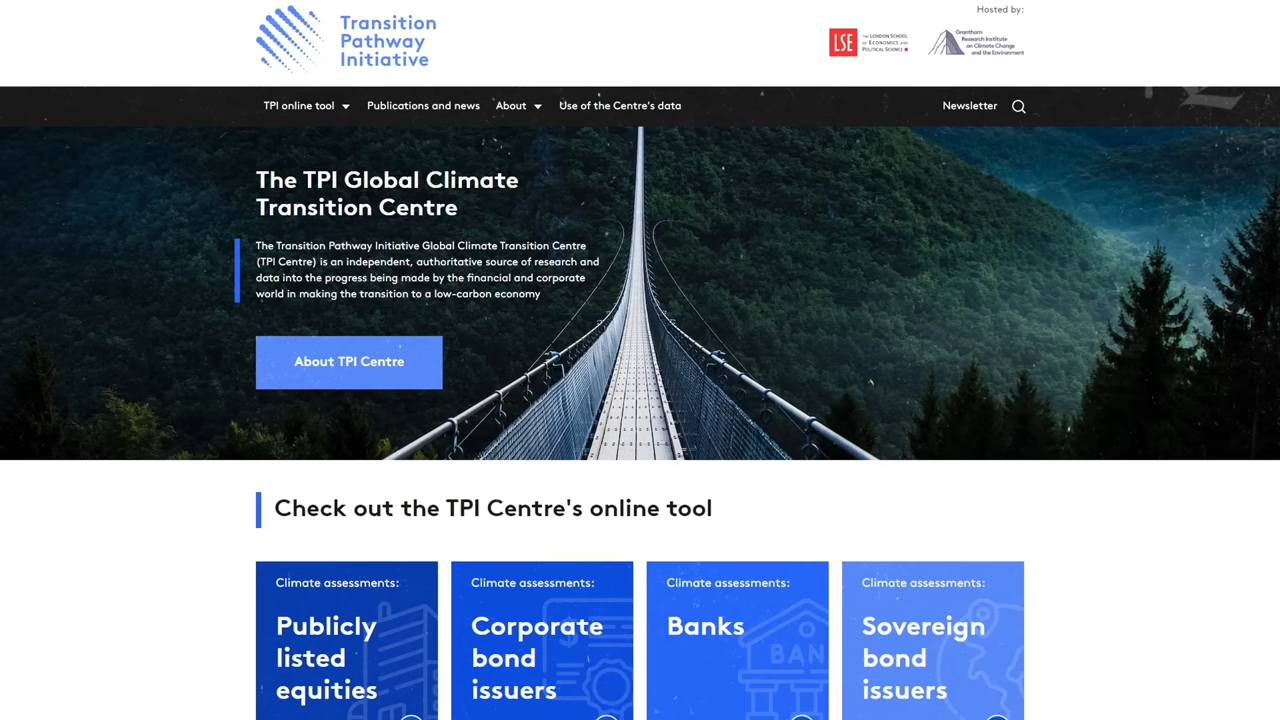 Transition
Pathway
Initiative
Hosted by:
LSE
THE LONDON SCHOOL
OF ECONOMICS AND
POLITICAL SCIENCE
Grantham
Research Institute
on Climate Change
and the Environment
TPI online tool
Publications and news
About
Use of the Centre's data
Newsletter
The TPI Global Climate
Transition Centre
The Transition Pathway Initiative Global Climate Transition Centre
(TPI Centre) is an independent, authoritative source of research and
data into the progress being made by the financial and corporate
world in making the transition to a low-carbon economy
About TPI Centre
Check out the TPI Centre's online tool
Climate assessments:
Publicly
listed
equities
Climate assessments:
Corporate
bond
issuers
Climate assessments:
Banks
BAN
Climate assessments:
Sovereign
bond
issuers